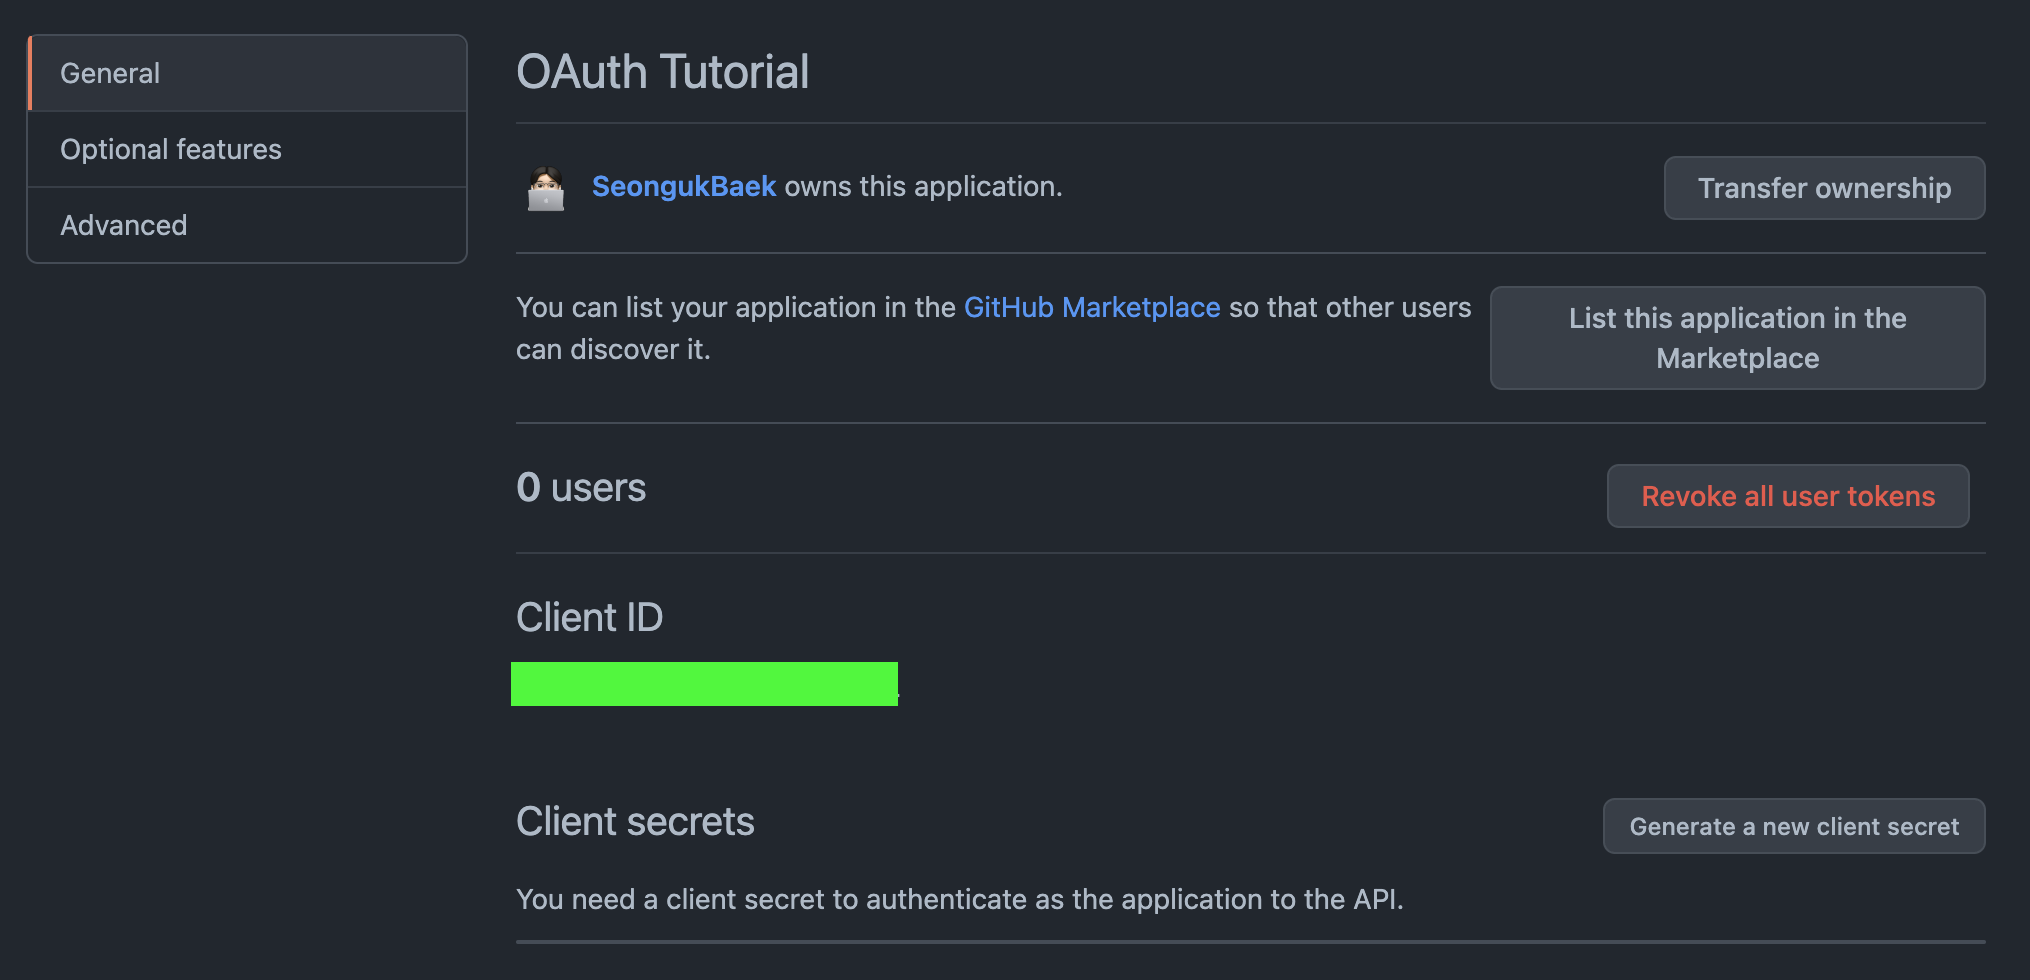 General
Optional features
Advanced
OAuth Tutorial
SeongukBaek owns this application.
Transfer ownership
You can list your application in the GitHub Marketplace so that other users
can discover it.
List this application in the
Marketplace
0 users
Revoke all user tokens
Client ID
Client secrets
Generate a new client secret
You need a client secret to authenticate as the application to the API.